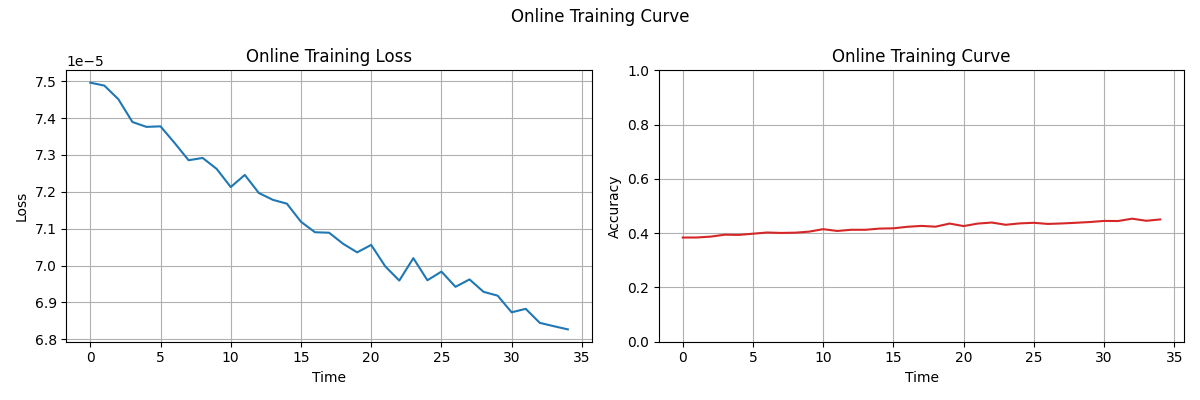 Online Training Curve
Online Training Loss
1e−5
7.5
7.4
7.3
7.2
7.1
7.0
6.9
6.8
Loss
0 5 10 15 20 25 30 35
Time
Online Training Curve
1.0
0.8
0.6
0.4
0.2
0.0
Accuracy
0 5 10 15 20 25 30 35
Time